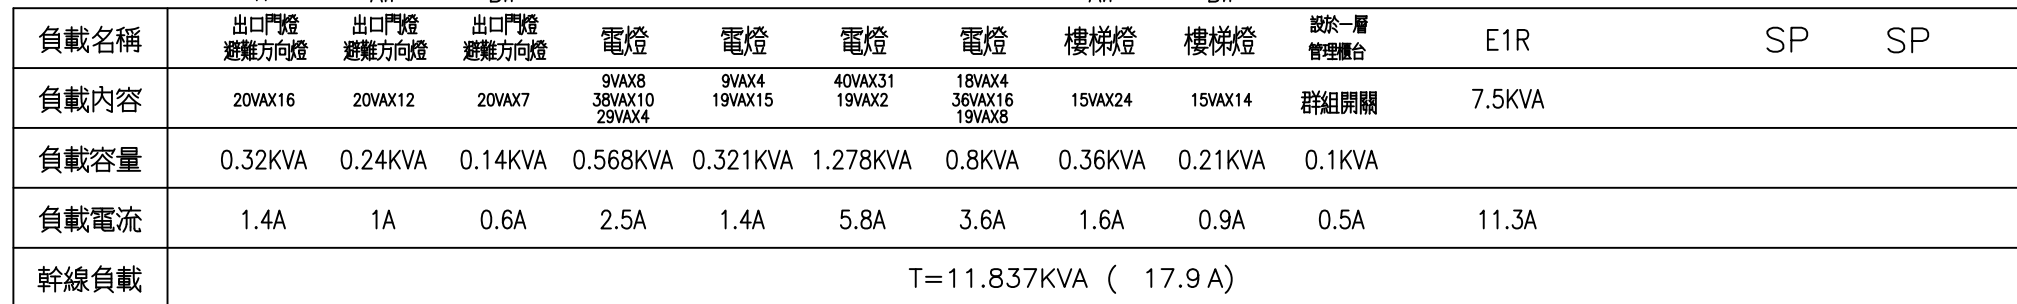 負載名稱 出口門燈 避難方向燈 出口門燈 避難方向燈 出口門燈 避難方向燈 電燈 電燈 電燈 電燈 樓梯燈 樓梯燈 設於一層 管理櫃台 E1R SP SP
負載內容 20VAX16 20VAX12 20VAX7 9VAX8 38VAX10 29VAX4 9VAX4 19VAX15 40VAX31 19VAX2 18VAX4 36VAX16 19VAX8 15VAX24 15VAX14 群組開關 7.5KVA
負載容量 0.32KVA 0.24KVA 0.14KVA 0.568KVA 0.321KVA 1.278KVA 0.8KVA 0.36KVA 0.21KVA 0.1KVA
負載電流 1.4A 1A 0.6A 2.5A 1.4A 5.8A 3.6A 1.6A 0.9A 0.5A 11.3A
幹線負載 T=11.837KVA ( 17.9A)